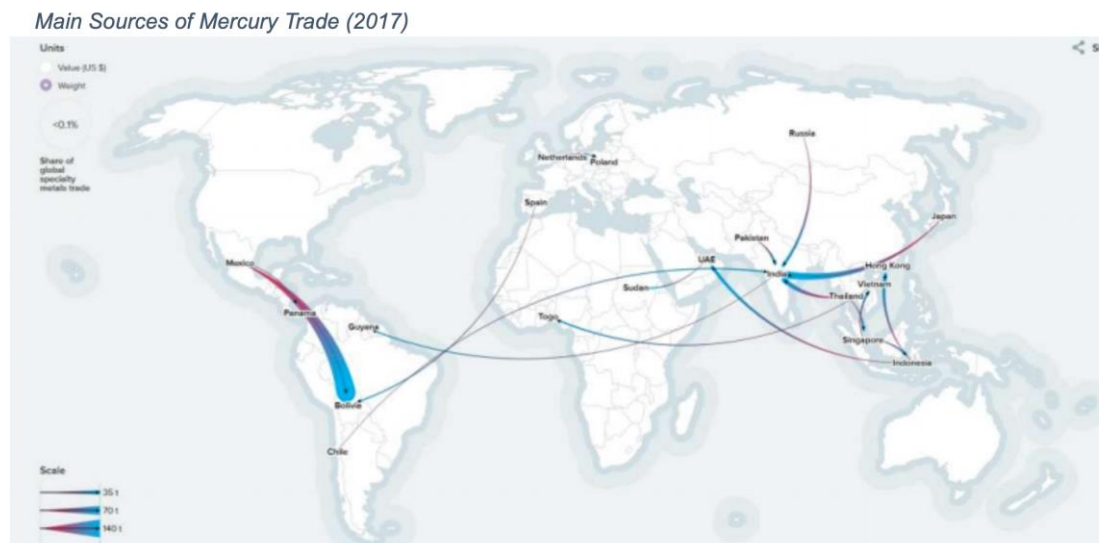 Main Sources of Mercury Trade (2017)
Units
Value (US $)
Weight
<0.1%
Share of
global
specialty
metals trade
S
Russia
Netherlands
Poland
Spain
Japan
Pakistan
Mexico
UAE
Hong Kong
India
Sudan
Vietnam
Thailand
Panama
Togo
Guyana
Singapore
Indonesia
Bolivia
Chile
Scale
35 t
70 t
140 t